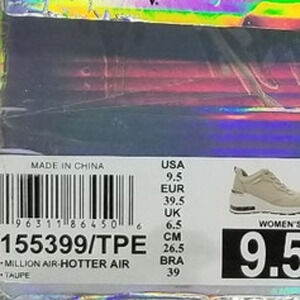 MADE IN CHINA
96311 86450 6
155399/TPE
• MILLION AIR-HOTTER AIR
• TAUPE
USA
9.5
EUR
39.5
UK
6.5
CM
26.5
BRA
39
WOMEN'S
9.5